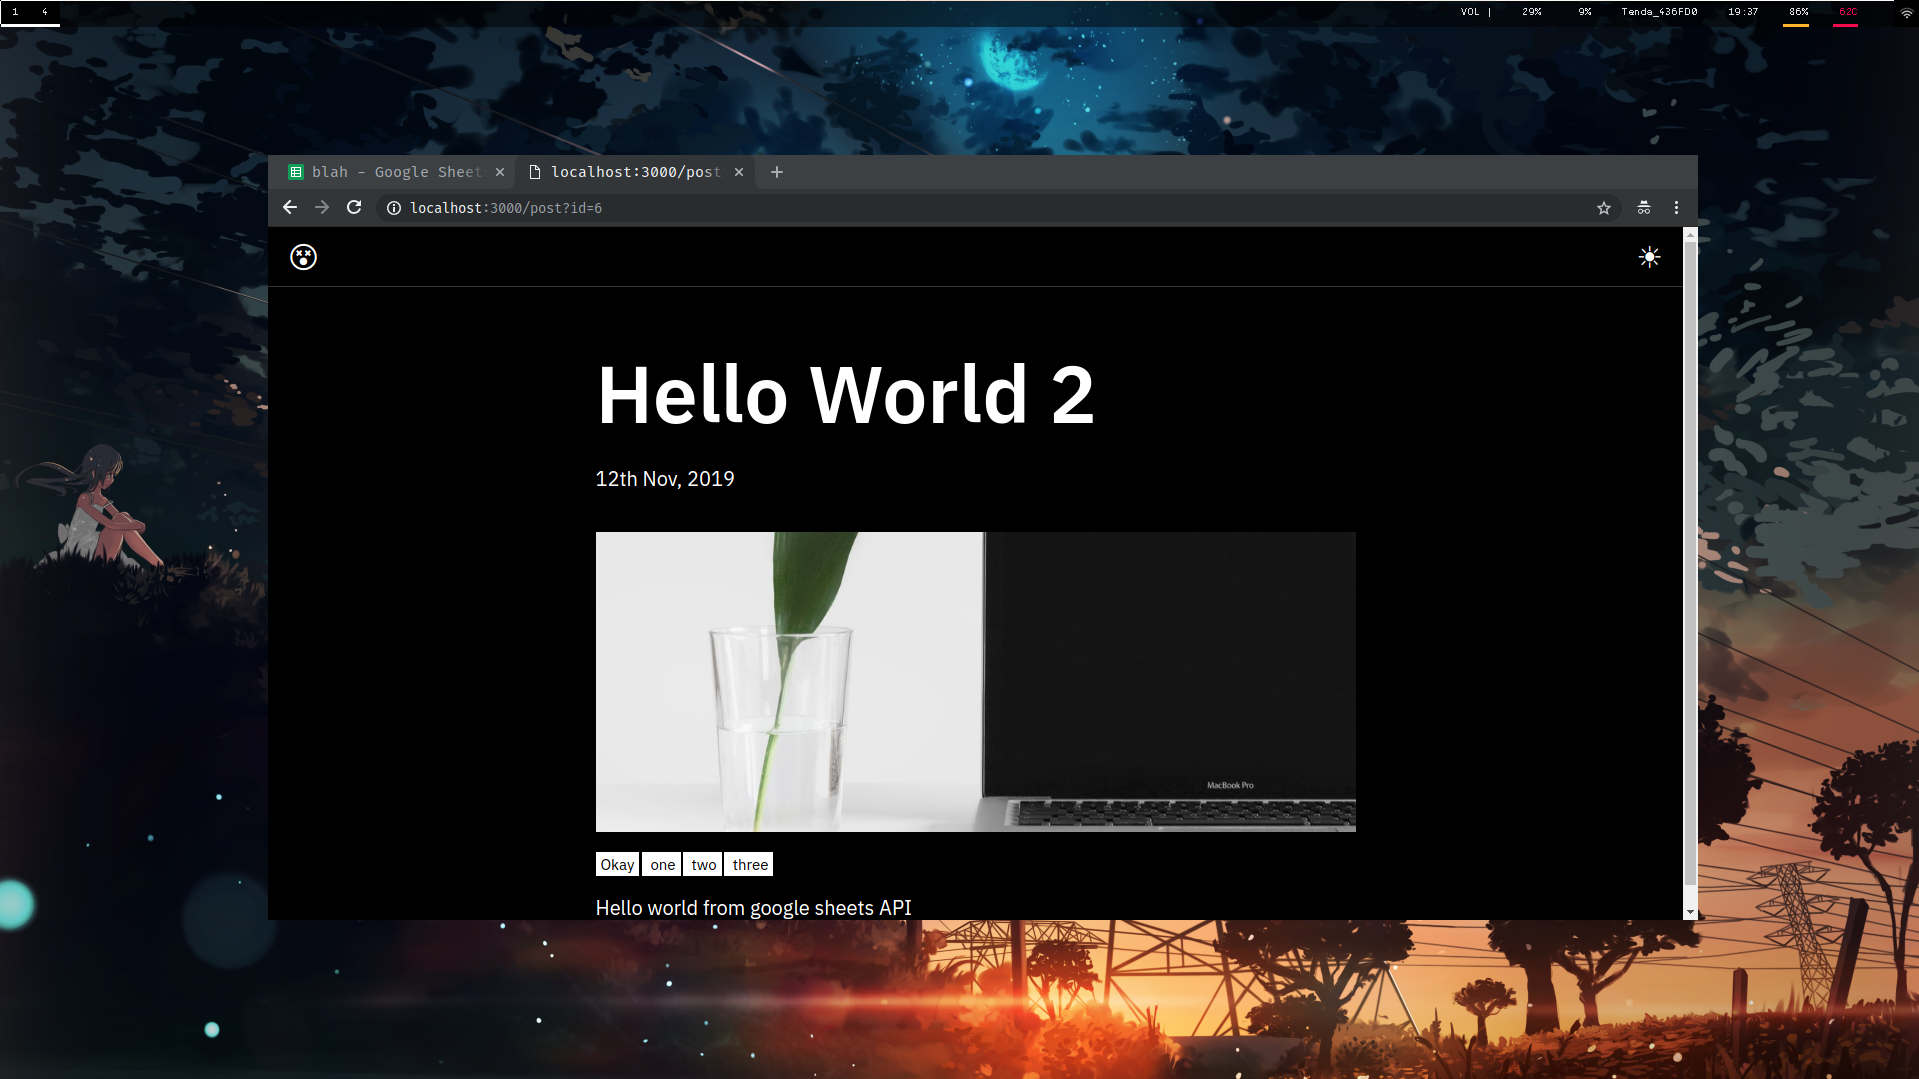 1 4 VOL | 29% 9% Tenda_436FD0 19:37 86% 62C
blah - Google Sheets localhost:3000/post
localhost:3000/post?id=6
Hello World 2
12th Nov, 2019
MacBook Pro
Okay one two three
Hello world from google sheets API